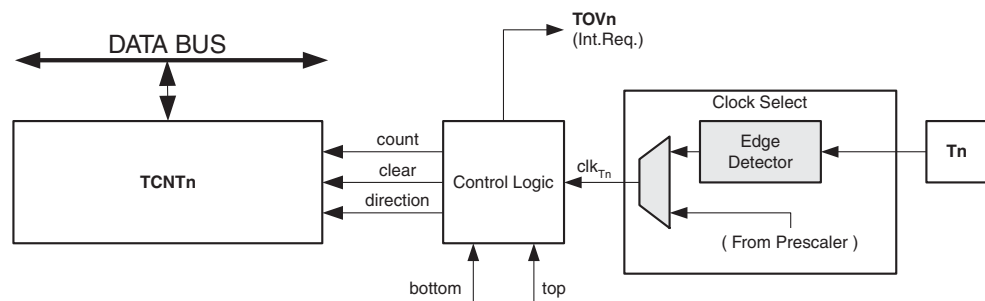 TOVn
(Int.Req.)
DATA BUS
Clock Select
count
Edge
Detector
Tn
TCNTn
clear
Control Logic
clkTn
direction
( From Prescaler )
bottom
top